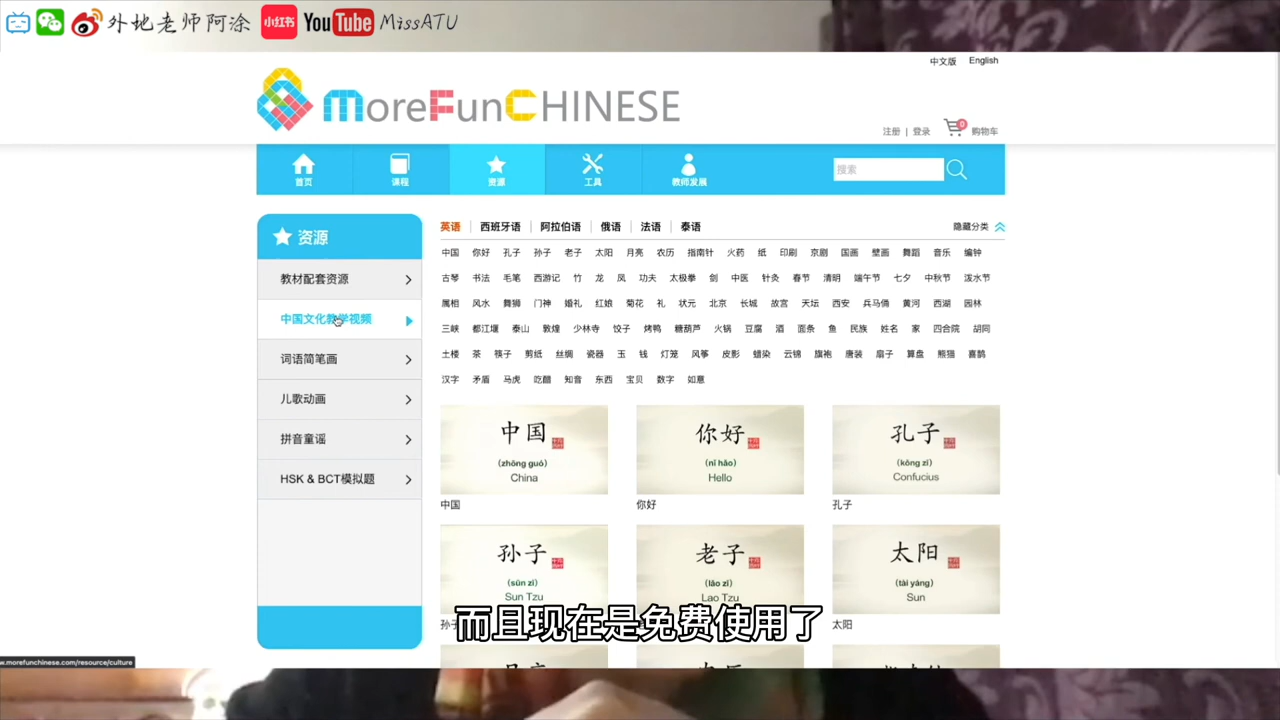 外地老师阿涂 小红书 YouTube MissATU
中文版 English
MoreFunCHINESE
注册 | 登录 0 购物车
首页 课程 资源 工具 教师发展 搜索
资源
教材配套资源
中国文化教学视频
词语简笔画
儿歌动画
拼音童谣
HSK & BCT模拟题
英语 西班牙语 阿拉伯语 俄语 法语 泰语 隐藏分类
中国 你好 孔子 孙子 老子 太阳 月亮 农历 指南针 火药 纸 印刷 京剧 国画 壁画 舞蹈 音乐 编钟
古琴 书法 毛笔 西游记 竹 龙 凤 功夫 太极拳 剑 中医 针灸 春节 清明 端午节 七夕 中秋节 泼水节
属相 风水 舞狮 门神 婚礼 红娘 菊花 礼 状元 北京 长城 故宫 天坛 西安 兵马俑 黄河 西湖 园林
三峡 都江堰 泰山 敦煌 少林寺 饺子 烤鸭 糖葫芦 火锅 豆腐 酒 面条 鱼 民族 姓名 家 四合院 胡同
土楼 茶 筷子 剪纸 丝绸 瓷器 玉 钱 灯笼 风筝 皮影 蜡染 云锦 旗袍 唐装 扇子 算盘 熊猫 喜鹊
汉字 矛盾 马虎 吃醋 知音 东西 宝贝 数字 如意
中国 你好 孔子
(zhōng guó) (nǐ hǎo) (kǒng zǐ)
China Hello Confucius
中国 你好 孔子
孙子 老子 太阳
(sūn zǐ) (lǎo zǐ) (tài yáng)
Sun Tzu Lao Tzu Sun
孙子 太阳
而且现在是免费使用了
w.morefunchinese.com/resource/culture